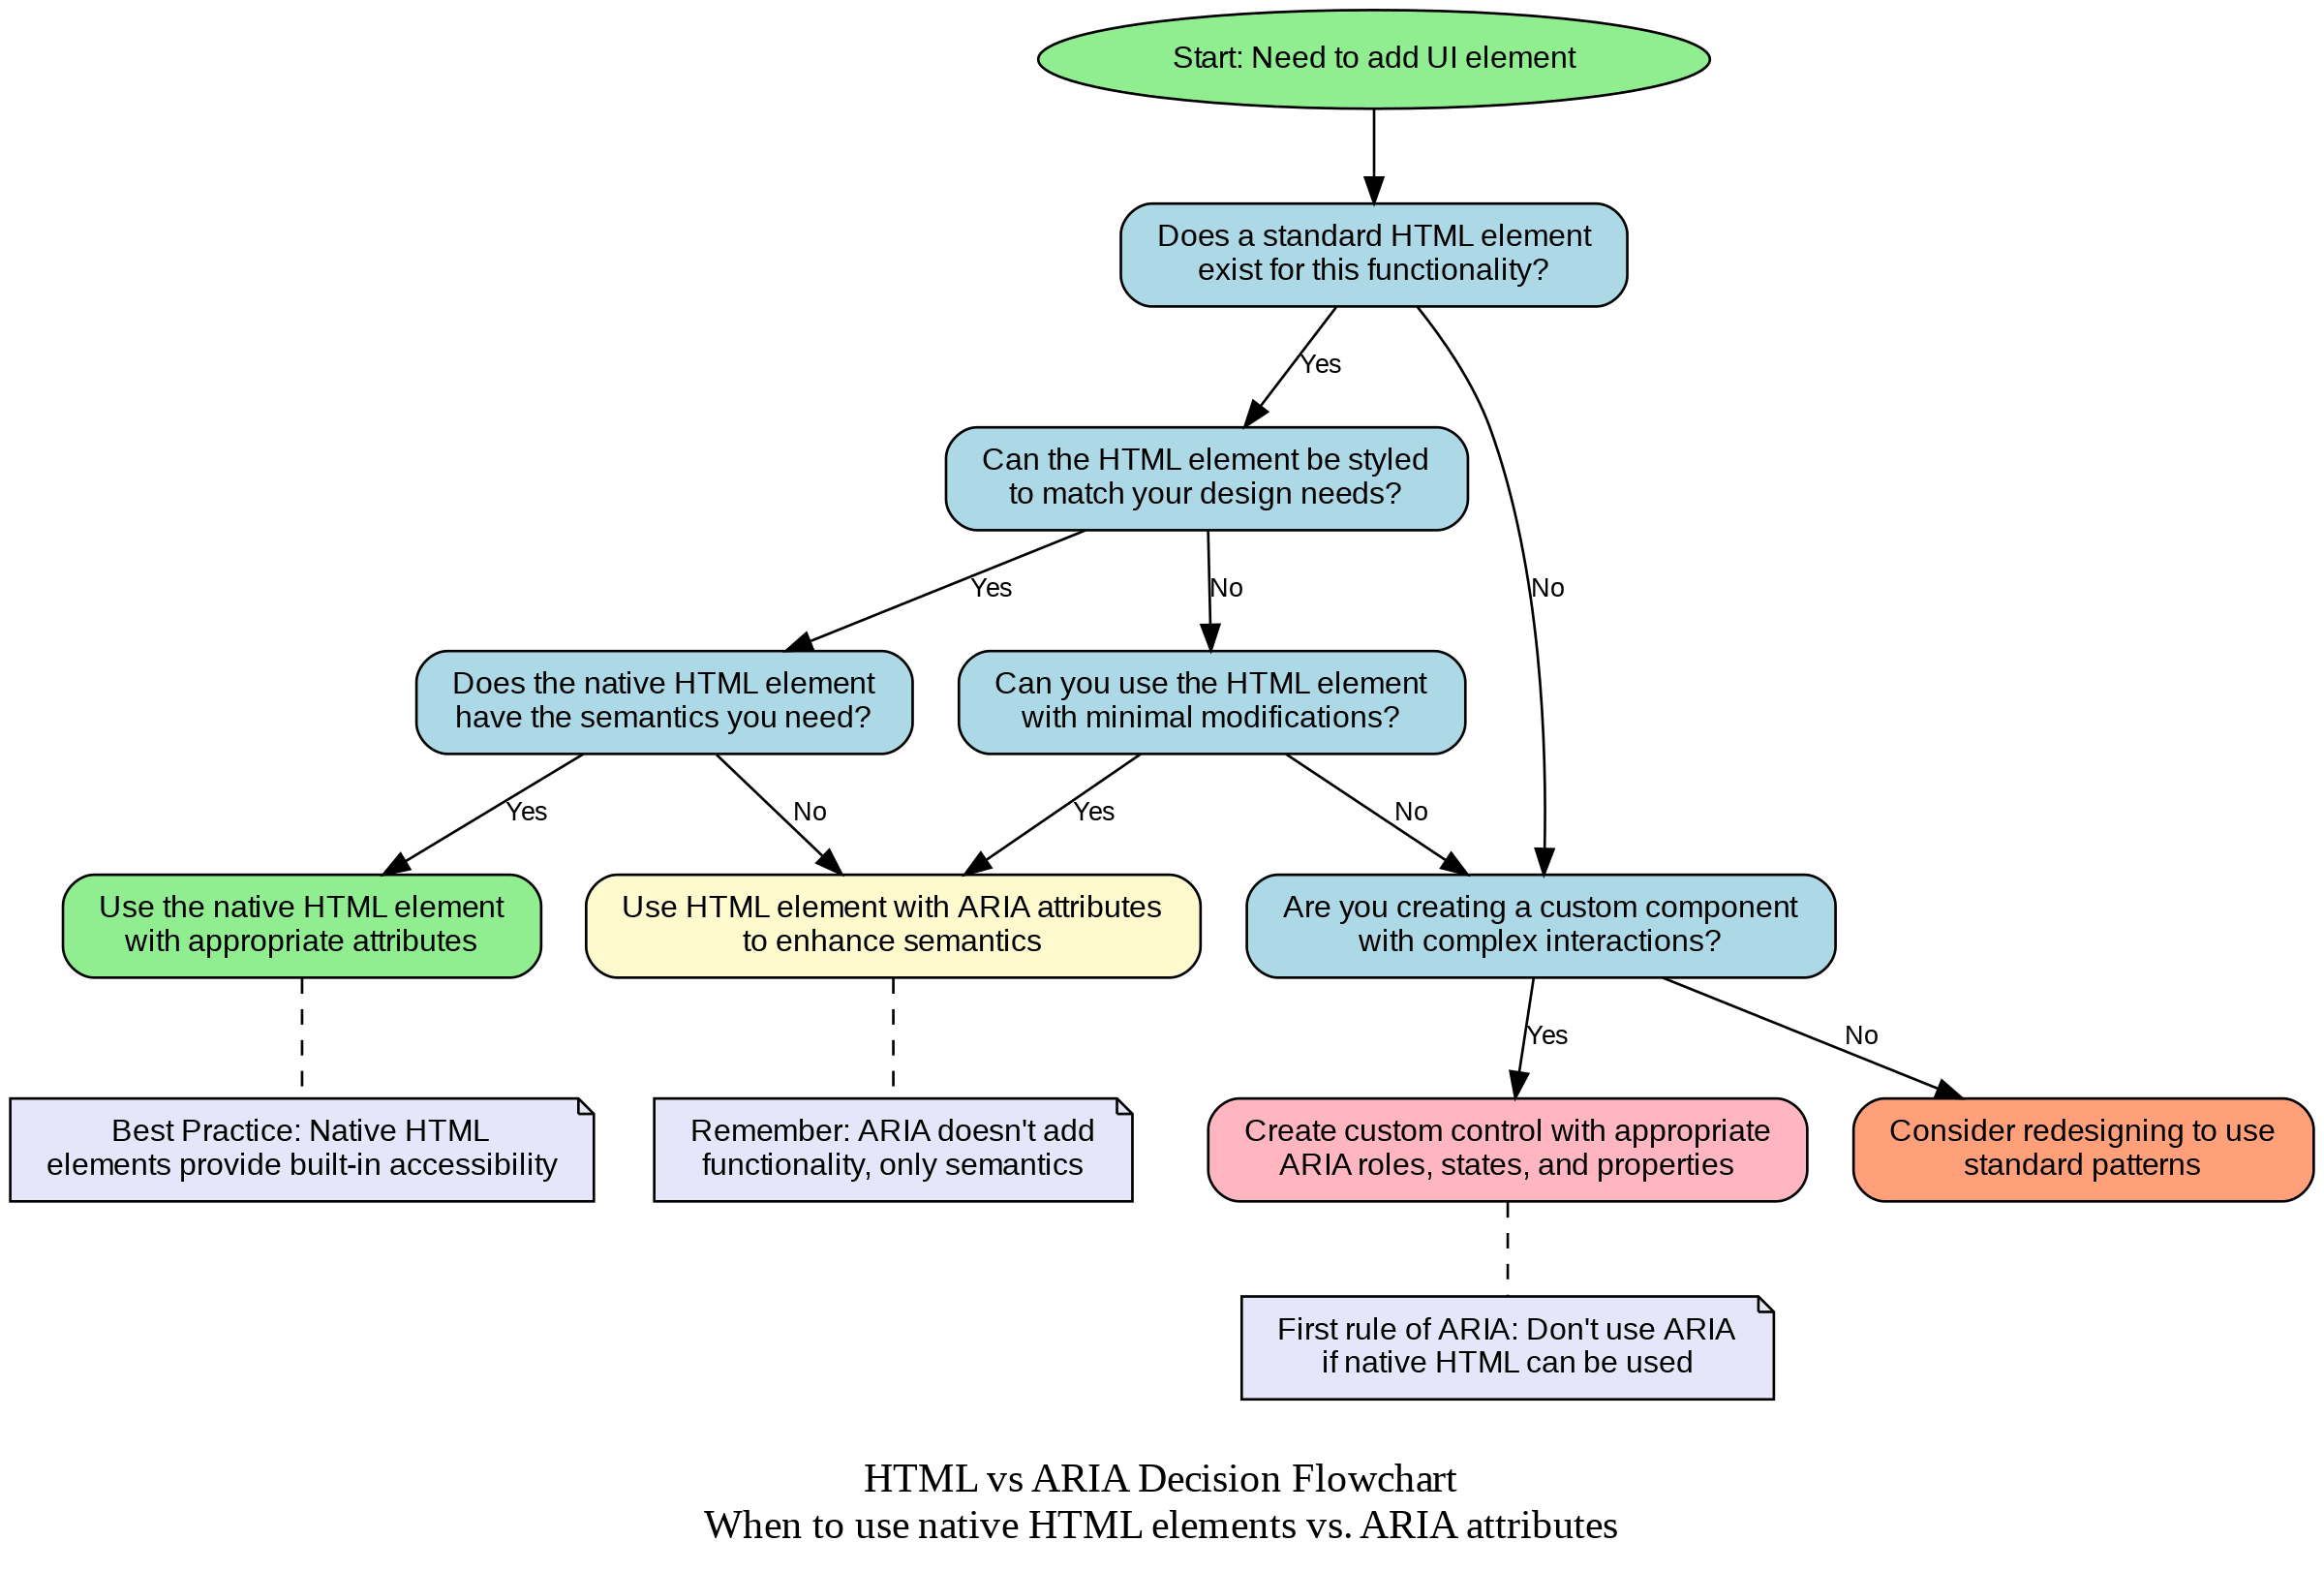 Start: Need to add UI element
Does a standard HTML element
exist for this functionality?
Yes
No
Can the HTML element be styled
to match your design needs?
Yes
No
Does the native HTML element
have the semantics you need?
Can you use the HTML element
with minimal modifications?
Yes
No
Yes
No
Use the native HTML element
with appropriate attributes
Use HTML element with ARIA attributes
to enhance semantics
Are you creating a custom component
with complex interactions?
Yes
No
Best Practice: Native HTML
elements provide built-in accessibility
Remember: ARIA doesn't add
functionality, only semantics
Create custom control with appropriate
ARIA roles, states, and properties
Consider redesigning to use
standard patterns
First rule of ARIA: Don't use ARIA
if native HTML can be used
HTML vs ARIA Decision Flowchart
When to use native HTML elements vs. ARIA attributes